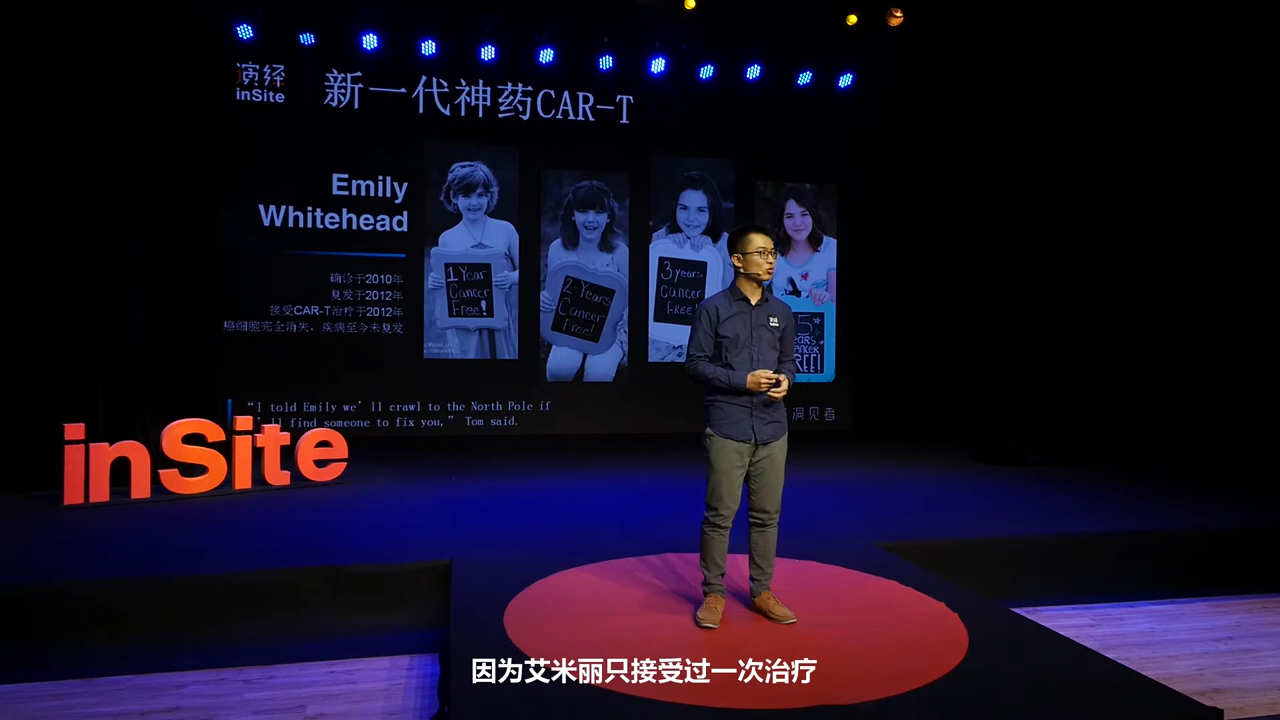 演绎
inSite
新一代神药CAR-T
Emily
Whitehead
确诊于2010年
复发于2012年
接受CAR-T治疗于2012年
癌细胞完全消失、疾病至今未复发
1 Year
Cancer
Free!
2 Years
Cancer
Free!
3 years
Cancer
Free!
5
EARS
ANCER
REE!
“I told Emily we’ll crawl to the North Pole if
’ll find someone to fix you,” Tom said.
洞见者
inSite
因为艾米丽只接受过一次治疗